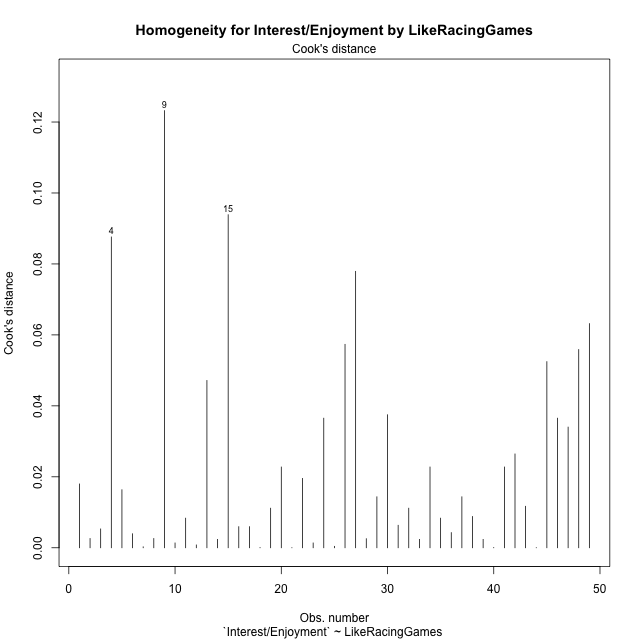 Homogeneity for Interest/Enjoyment by LikeRacingGames
Cook's distance
9
15
4
0.12
0.10
0.08
0.06
0.04
0.02
0.00
Cook's distance
0 10 20 30 40 50
Obs. number
`Interest/Enjoyment` ~ LikeRacingGames